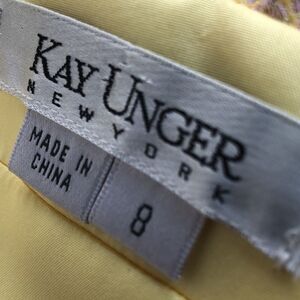 KAY UNGER
NEW YORK
MADE IN
CHINA
8